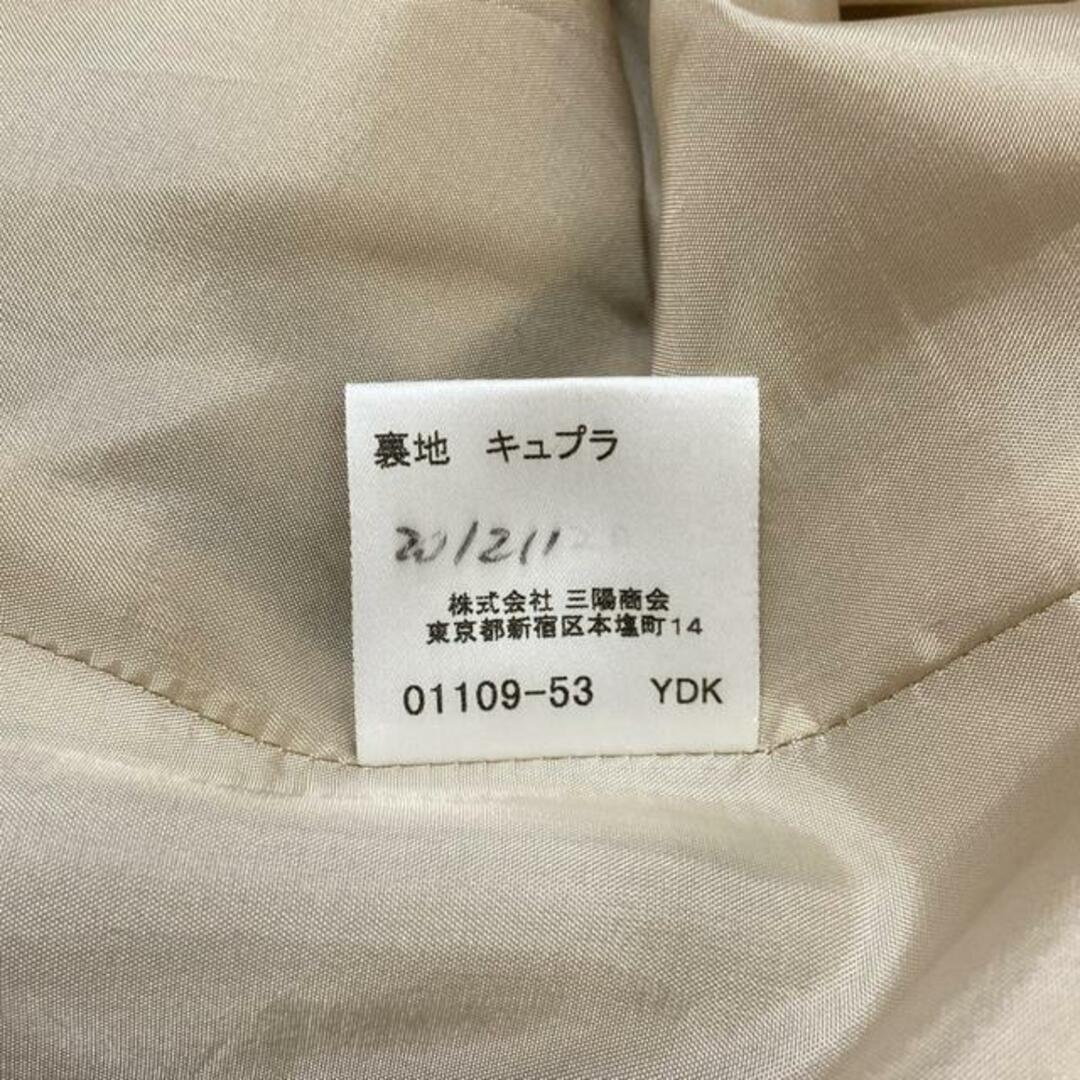 裏地　キュプラ
2012112
株式会社 三陽商会
東京都新宿区本塩町14
01109-53　YDK